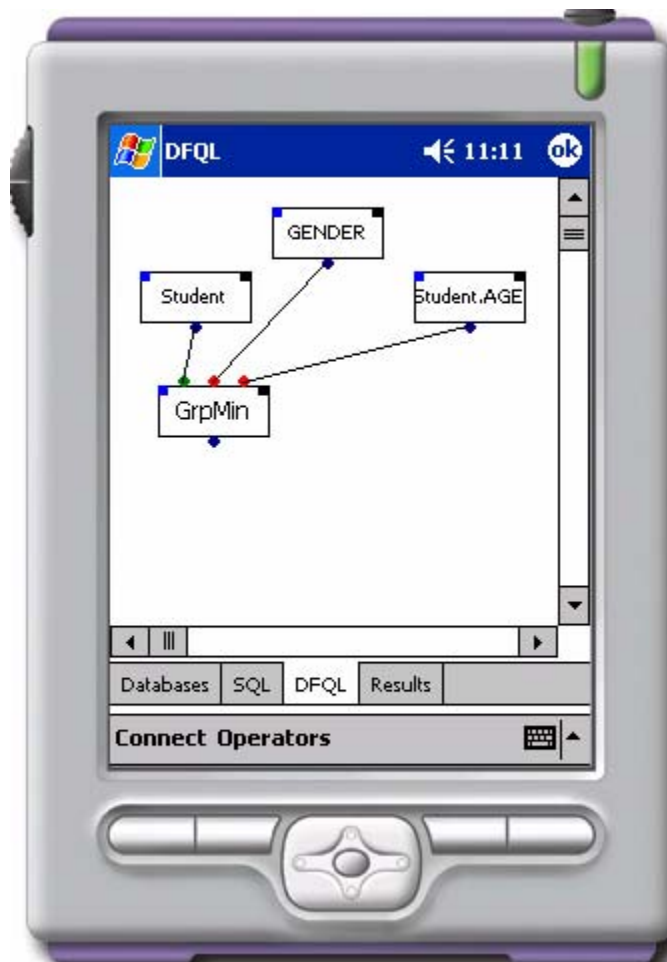 DFQL 11:11 ok
GENDER
Student
Student.AGE
GrpMin
Databases SQL DFQL Results
Connect Operators